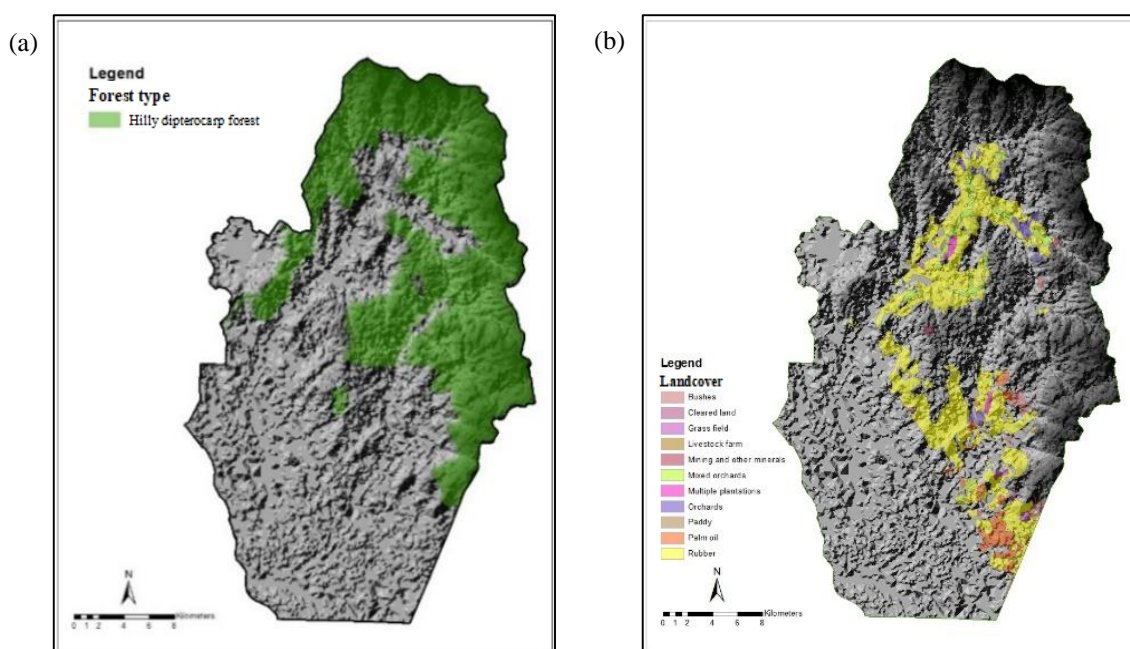 (a)
Legend
Forest type
Hilly dipterocarp forest
N
0 1 2 4 6 8 Kilometers
(b)
Legend
Landcover
Bushes
Cleared land
Grass field
Livestock farm
Mining and other minerals
Mixed orchards
Multiple plantations
Orchards
Paddy
Palm oil
Rubber
N
0 1 2 4 6 8 Kilometers